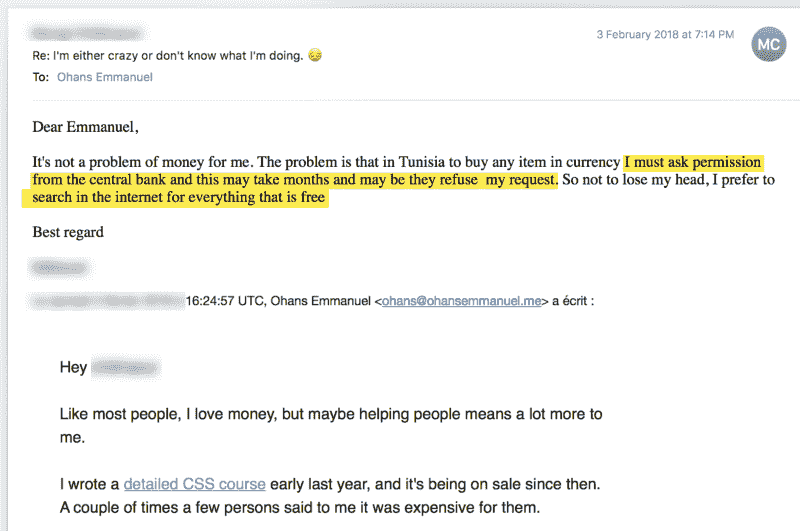 3 February 2018 at 7:14 PM
MC
Re: I'm either crazy or don't know what I'm doing. 😥
To: Ohans Emmanuel
Dear Emmanuel,
It's not a problem of money for me. The problem is that in Tunisia to buy any item in currency I must ask permission
from the central bank and this may take months and may be they refuse  my request. So not to lose my head, I prefer to
search in the internet for everything that is free
Best regard
16:24:57 UTC, Ohans Emmanuel <ohans@ohansemmanuel.me> a écrit :
Hey
Like most people, I love money, but maybe helping people means a lot more to
me.
I wrote a detailed CSS course early last year, and it's being on sale since then.
A couple of times a few persons said to me it was expensive for them.